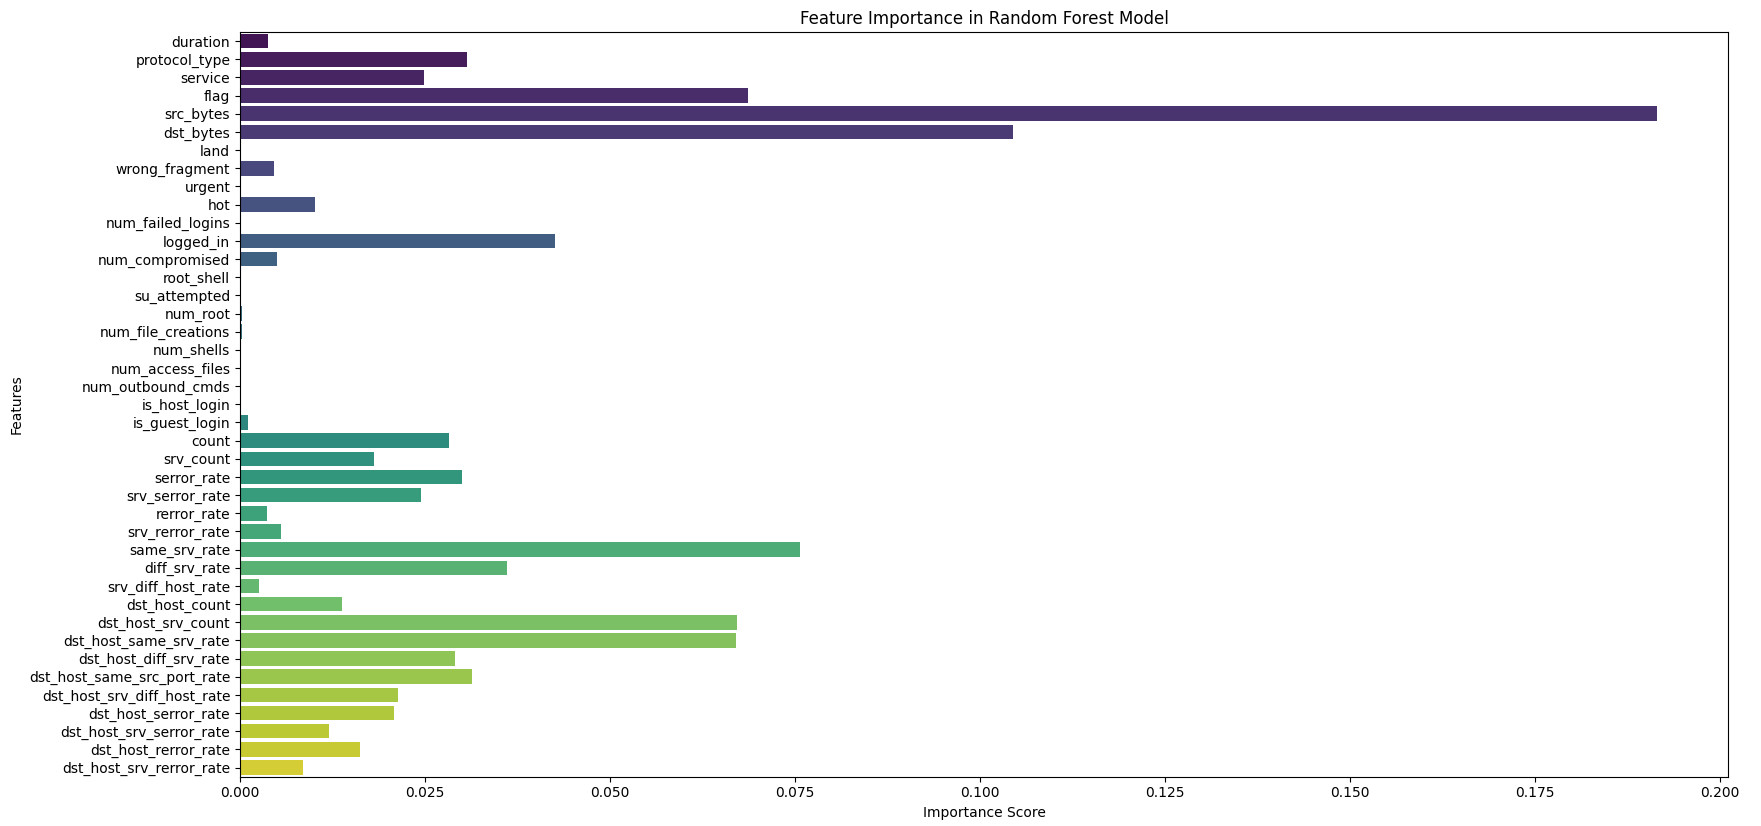 Feature Importance in Random Forest Model
duration
protocol_type
service
flag
src_bytes
dst_bytes
land
wrong_fragment
urgent
hot
num_failed_logins
logged_in
num_compromised
root_shell
su_attempted
num_root
num_file_creations
num_shells
num_access_files
num_outbound_cmds
is_host_login
is_guest_login
count
srv_count
serror_rate
srv_serror_rate
rerror_rate
srv_rerror_rate
same_srv_rate
diff_srv_rate
srv_diff_host_rate
dst_host_count
dst_host_srv_count
dst_host_same_srv_rate
dst_host_diff_srv_rate
dst_host_same_src_port_rate
dst_host_srv_diff_host_rate
dst_host_serror_rate
dst_host_srv_serror_rate
dst_host_rerror_rate
dst_host_srv_rerror_rate
Features
0.000 0.025 0.050 0.075 0.100 0.125 0.150 0.175 0.200
Importance Score